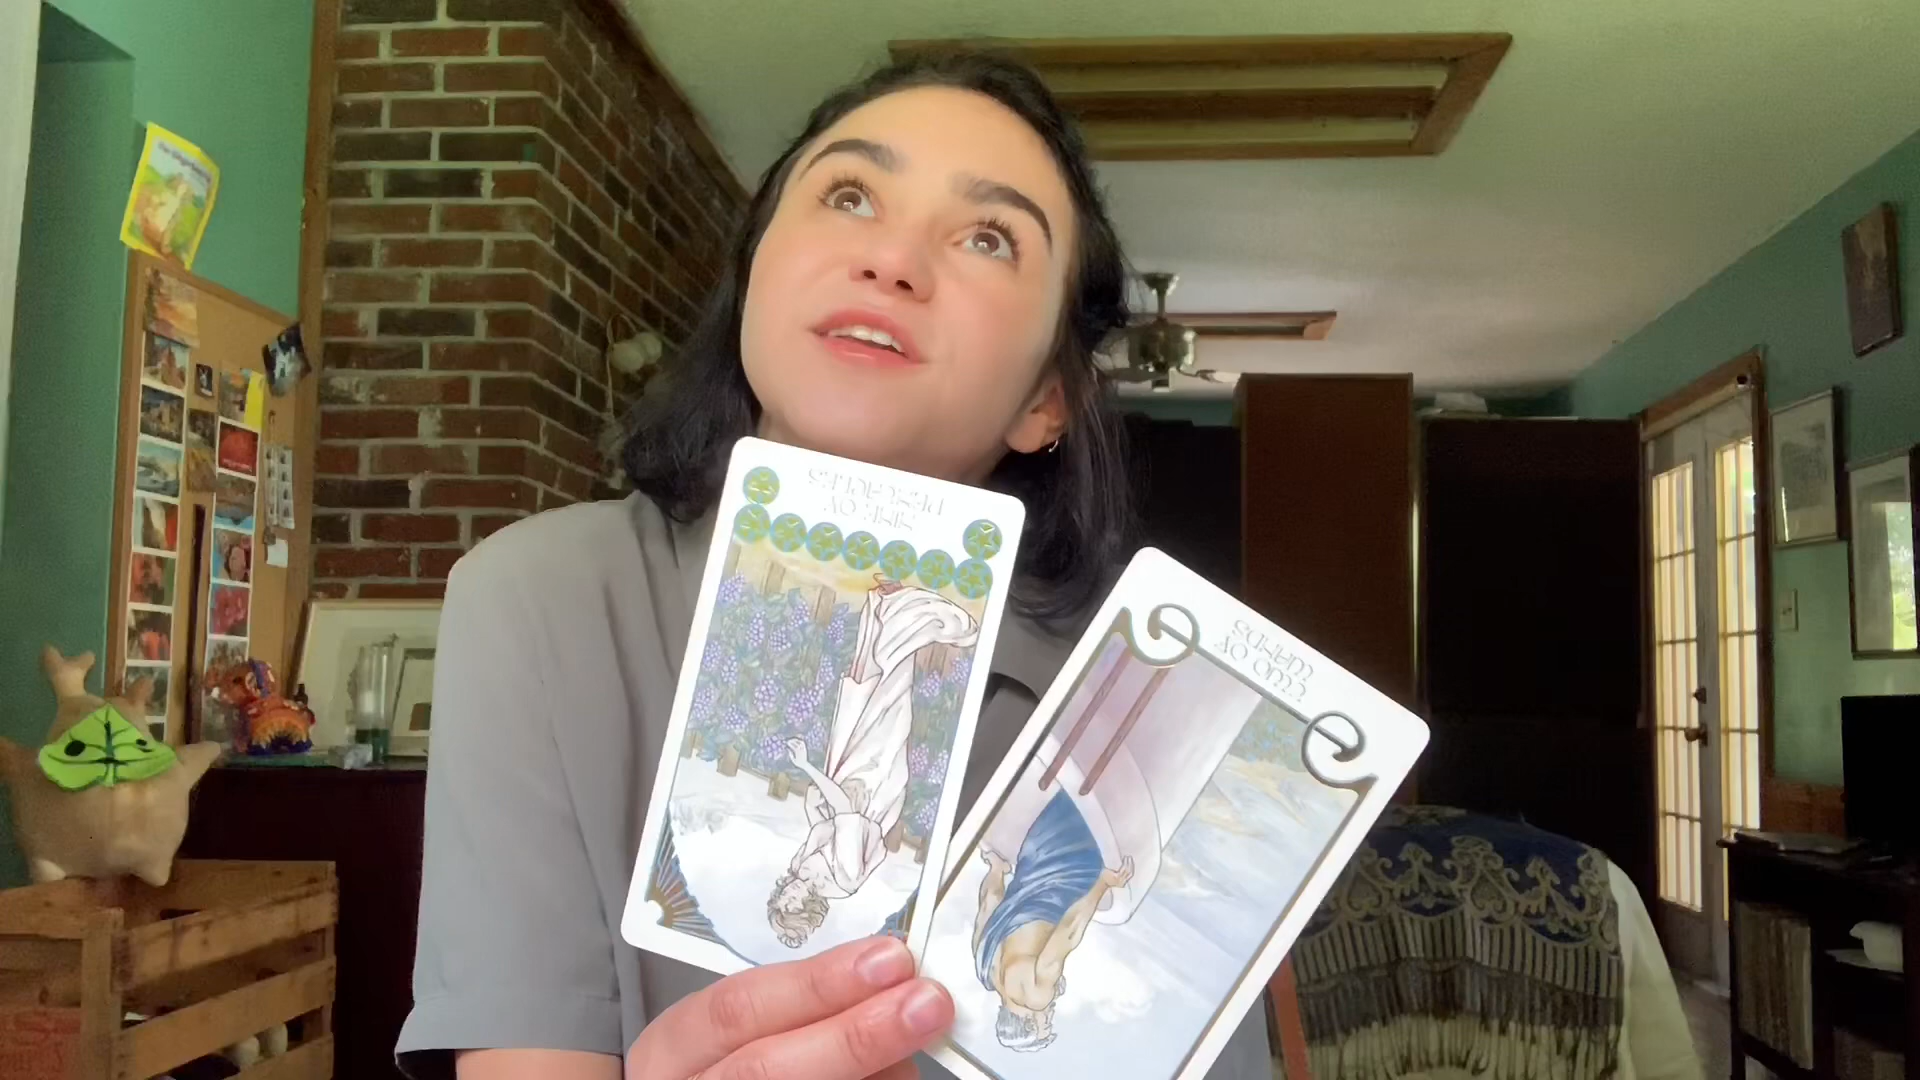 NINE OF
PENTACLES
TWO OF
WANDS